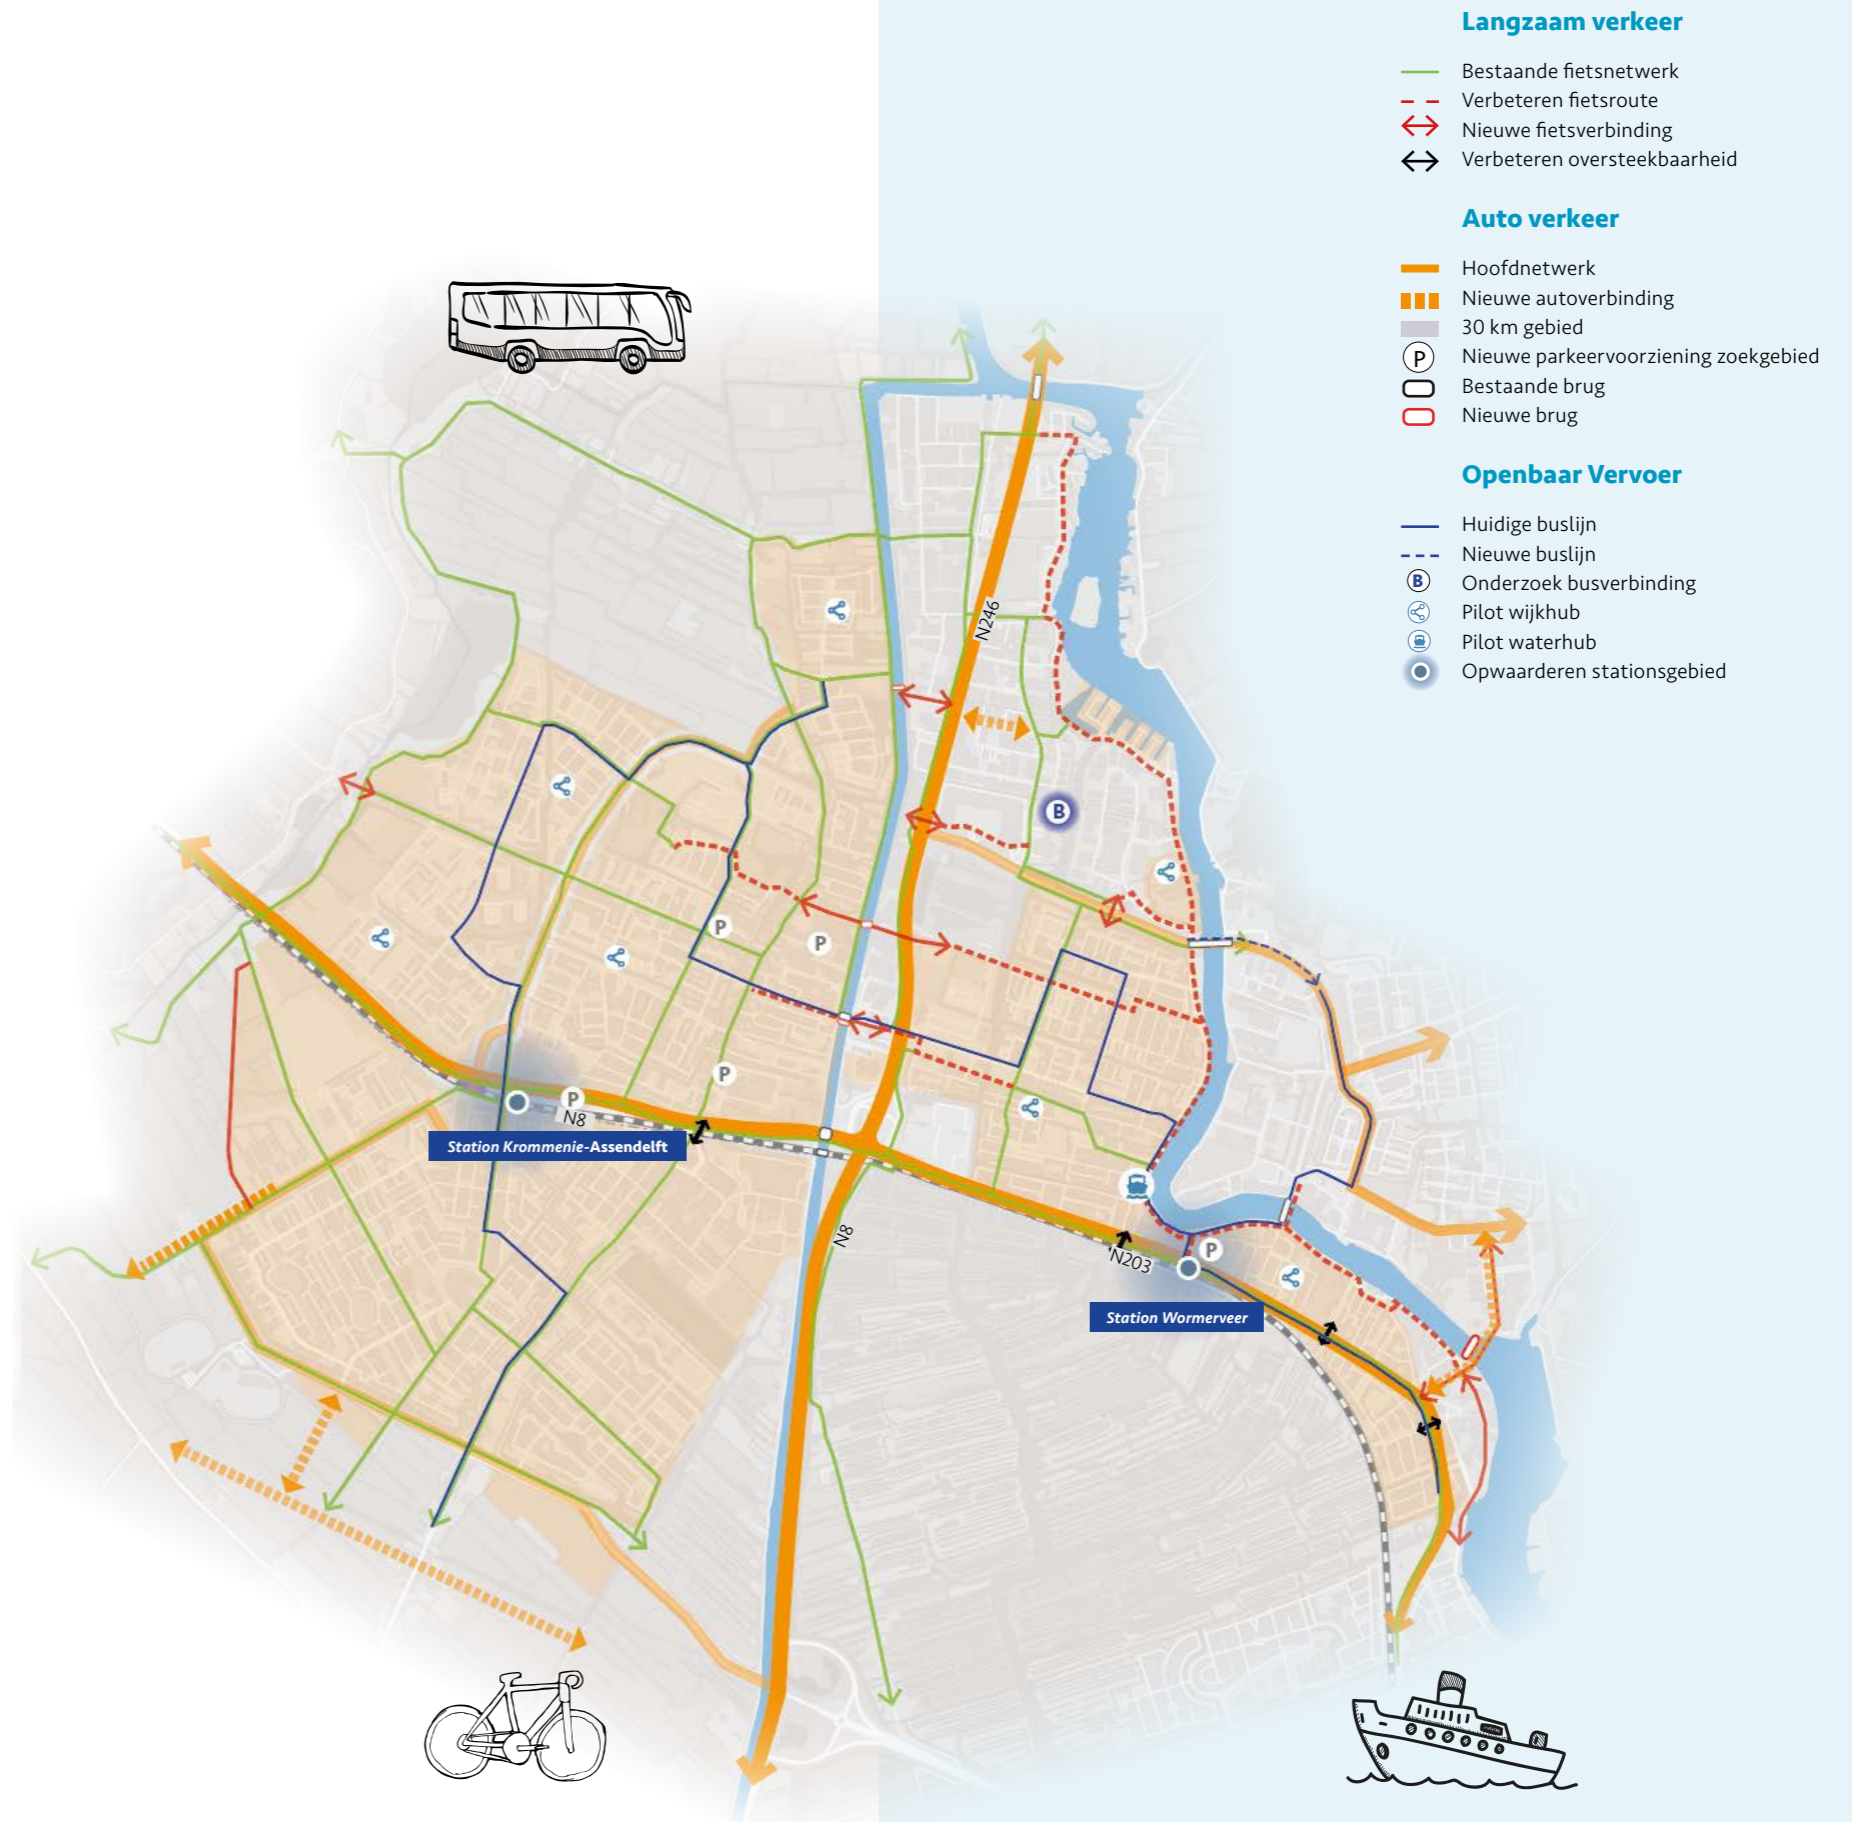 Langzaam verkeer
Bestaande fietsnetwerk
Verbeteren fietsroute
Nieuwe fietsverbinding
Verbeteren oversteekbaarheid
Auto verkeer
Hoofdnetwerk
Nieuwe autoverbinding
30 km gebied
P Nieuwe parkeervoorziening zoekgebied
Bestaande brug
Nieuwe brug
Openbaar Vervoer
Huidige buslijn
Nieuwe buslijn
B Onderzoek busverbinding
Pilot wijkhub
Pilot waterhub
Opwaarderen stationsgebied
N246
B
P
P
P
P
N8
Station Krommenie-Assendelft
N8
P
N203
Station Wormerveer